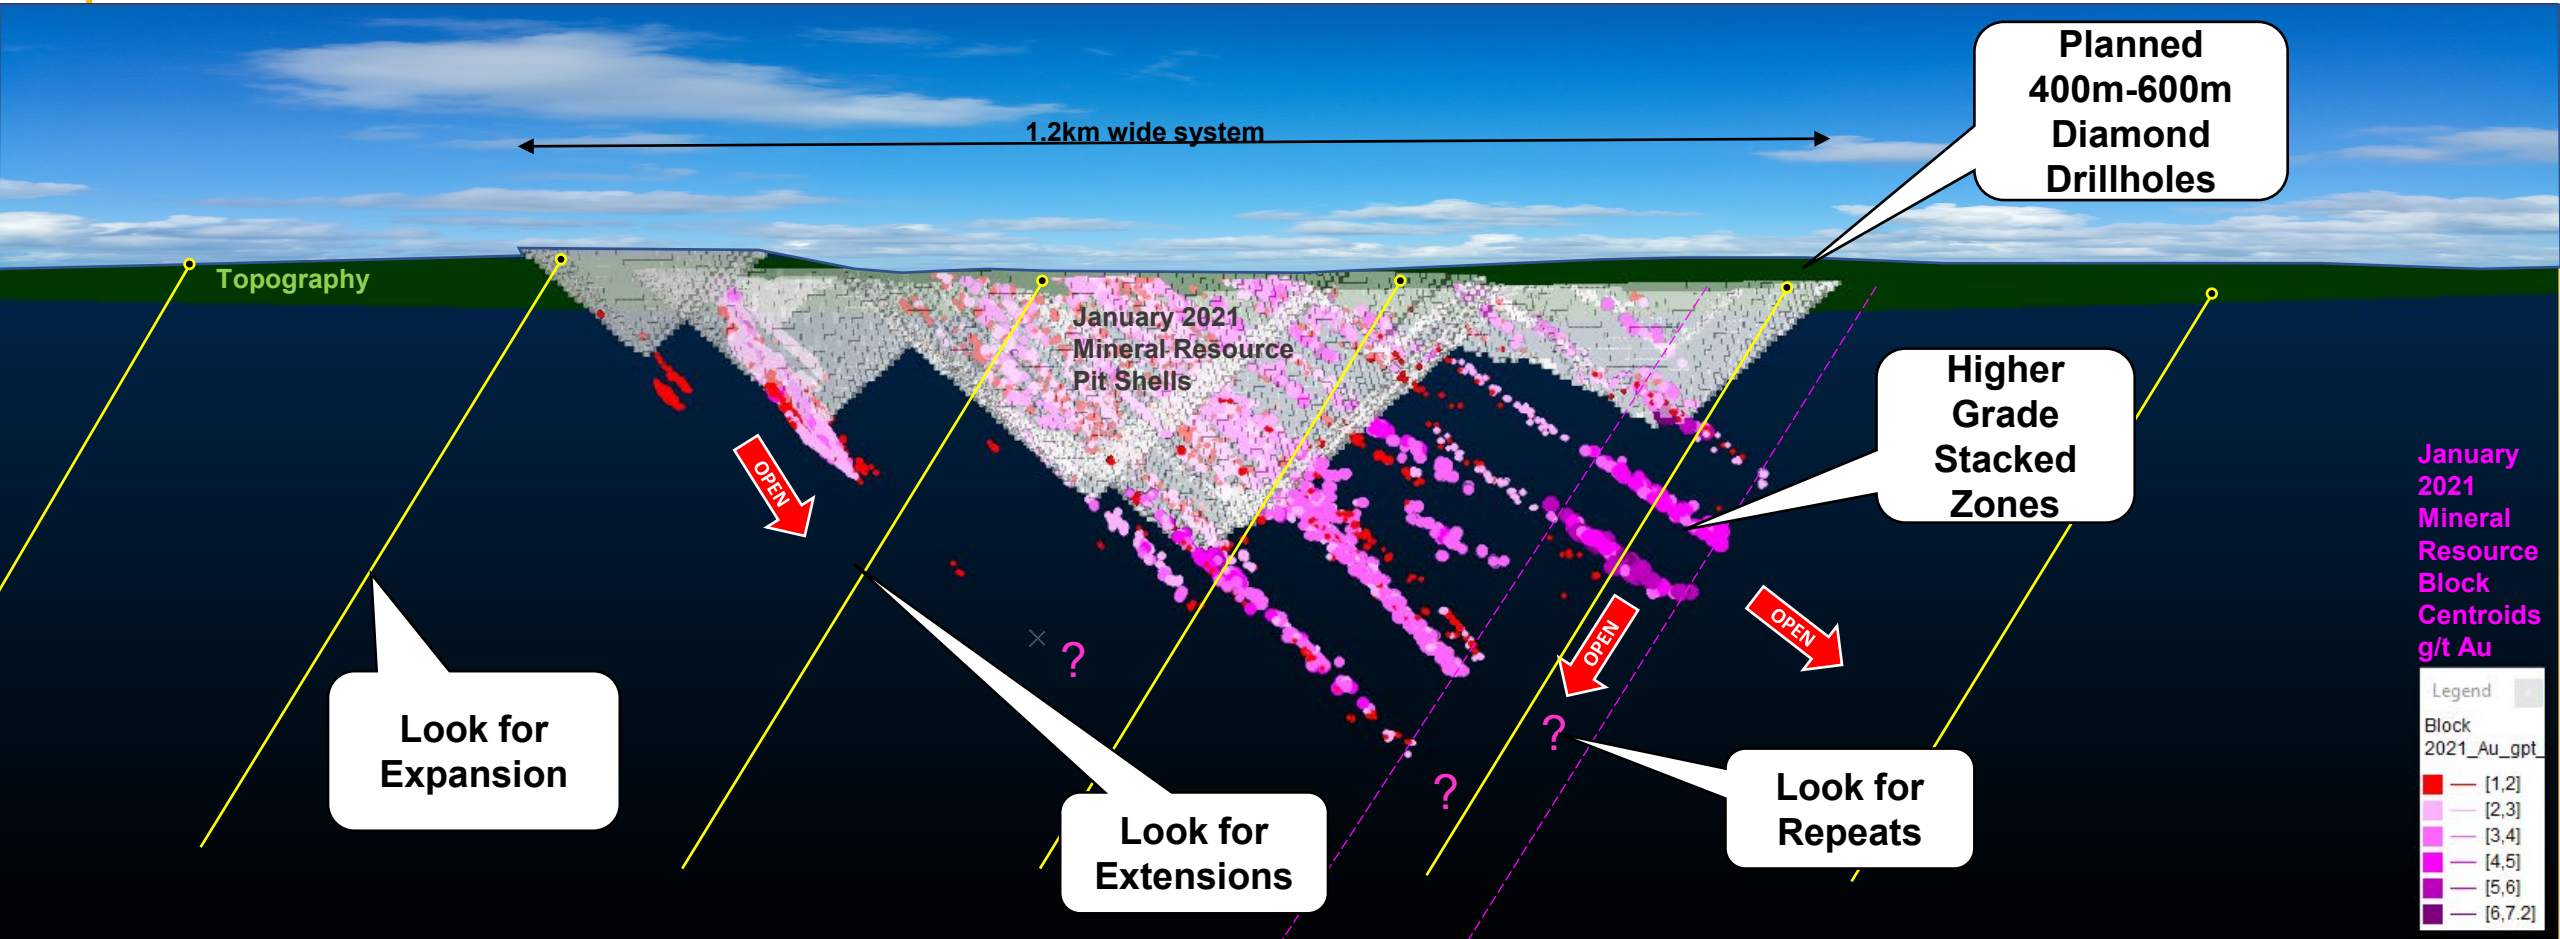 Planned
400m-600m
Diamond
Drillholes
1.2km wide system
Topography
January 2021
Mineral Resource
Pit Shells
Higher
Grade
Stacked
Zones
OPEN
OPEN
OPEN
?
?
?
Look for
Expansion
Look for
Extensions
Look for
Repeats
January
2021
Mineral
Resource
Block
Centroids
g/t Au
Legend
Block
2021_Au_gpt_
[1,2]
[2,3]
[3,4]
[4,5]
[5,6]
[6,7.2]